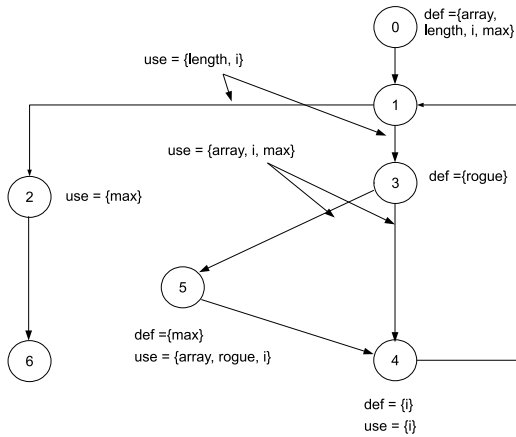 0
def ={array,
length, i, max}
use = {length, i}
1
use = {array, i, max}
2
use = {max}
3
def ={rogue}
5
def ={max}
use = {array, rogue, i}
6
4
def = {i}
use = {i}